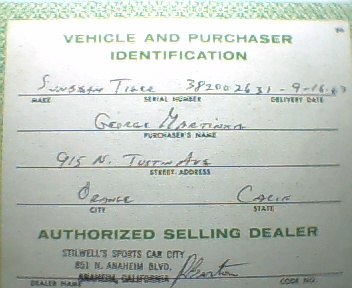 VEHICLE AND PURCHASER
IDENTIFICATION
Sunbeam Tiger 382002631 - 9-16-
MAKE SERIAL NUMBER DELIVERY DATE
George
PURCHASER'S NAME
915 N. Tustin Ave
STREET ADDRESS
Orange Calif
CITY STATE
AUTHORIZED SELLING DEALER
STILWELL'S SPORTS CAR CITY
851 N. ANAHEIM BLVD,
ANAHEIM, CALIFORNIA
DEALER NAME CODE NO.